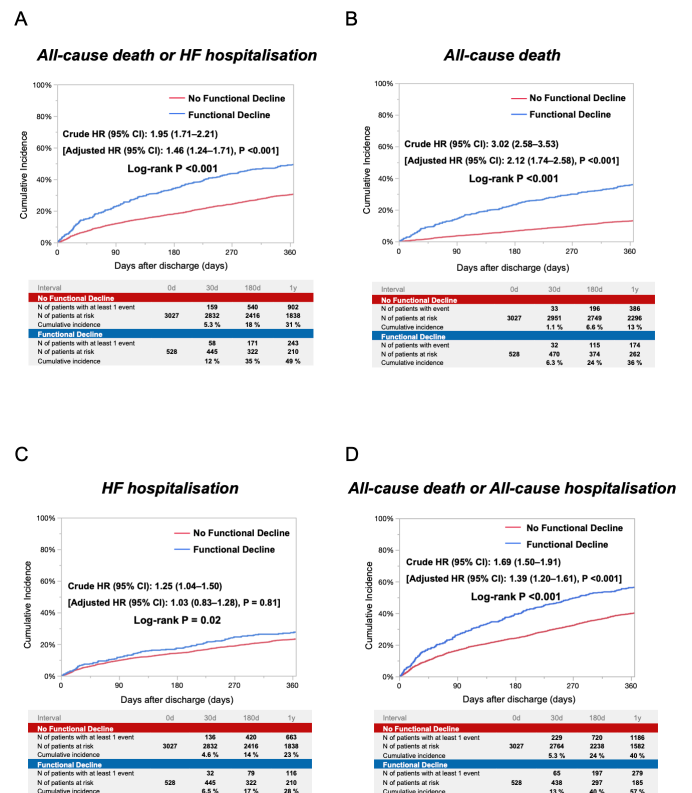 A
All-cause death or HF hospitalisation
100%
80%
60%
40%
20%
0%
Cumulative Incidence
No Functional Decline
Functional Decline
Crude HR (95% CI): 1.95 (1.71–2.21)
[Adjusted HR (95% CI): 1.46 (1.24–1.71), P <0.001]
Log-rank P <0.001
0 90 180 270 360
Days after discharge (days)
Interval 0d 30d 180d 1y
No Functional Decline
N of patients with at least 1 event 159 540 902
N of patients at risk 3027 2832 2416 1838
Cumulative incidence 5.3 % 18 % 31 %
Functional Decline
N of patients with at least 1 event 58 171 243
N of patients at risk 528 445 322 210
Cumulative incidence 12 % 35 % 49 %
B
All-cause death
100%
80%
60%
40%
20%
0%
Cumulative Incidence
No Functional Decline
Functional Decline
Crude HR (95% CI): 3.02 (2.58–3.53)
[Adjusted HR (95% CI): 2.12 (1.74–2.58), P <0.001]
Log-rank P <0.001
0 90 180 270 360
Days after discharge (days)
Interval 0d 30d 180d 1y
No Functional Decline
N of patients with event 33 196 386
N of patients at risk 3027 2951 2749 2296
Cumulative incidence 1.1 % 6.6 % 13 %
Functional Decline
N of patients with event 32 115 174
N of patients at risk 528 470 374 262
Cumulative incidence 6.3 % 24 % 36 %
C
HF hospitalisation
100%
80%
60%
40%
20%
0%
Cumulative Incidence
No Functional Decline
Functional Decline
Crude HR (95% CI): 1.25 (1.04–1.50)
[Adjusted HR (95% CI): 1.03 (0.83–1.28), P = 0.81]
Log-rank P = 0.02
0 90 180 270 360
Days after discharge (days)
Interval 0d 30d 180d 1y
No Functional Decline
N of patients with at least 1 event 136 420 663
N of patients at risk 3027 2832 2416 1838
Cumulative incidence 4.6 % 14 % 23 %
Functional Decline
N of patients with at least 1 event 32 79 116
N of patients at risk 528 445 322 210
Cumulative incidence 6.5 % 17 % 28 %
D
All-cause death or All-cause hospitalisation
100%
80%
60%
40%
20%
0%
Cumulative Incidence
No Functional Decline
Functional Decline
Crude HR (95% CI): 1.69 (1.50–1.91)
[Adjusted HR (95% CI): 1.39 (1.20–1.61), P <0.001]
Log-rank P <0.001
0 90 180 270 360
Days after discharge (days)
Interval 0d 30d 180d 1y
No Functional Decline
N of patients with at least 1 event 229 720 1186
N of patients at risk 3027 2764 2238 1582
Cumulative incidence 5.3 % 24 % 40 %
Functional Decline
N of patients with at least 1 event 65 197 279
N of patients at risk 528 438 297 185
Cumulative incidence 13 % 40 % 57 %